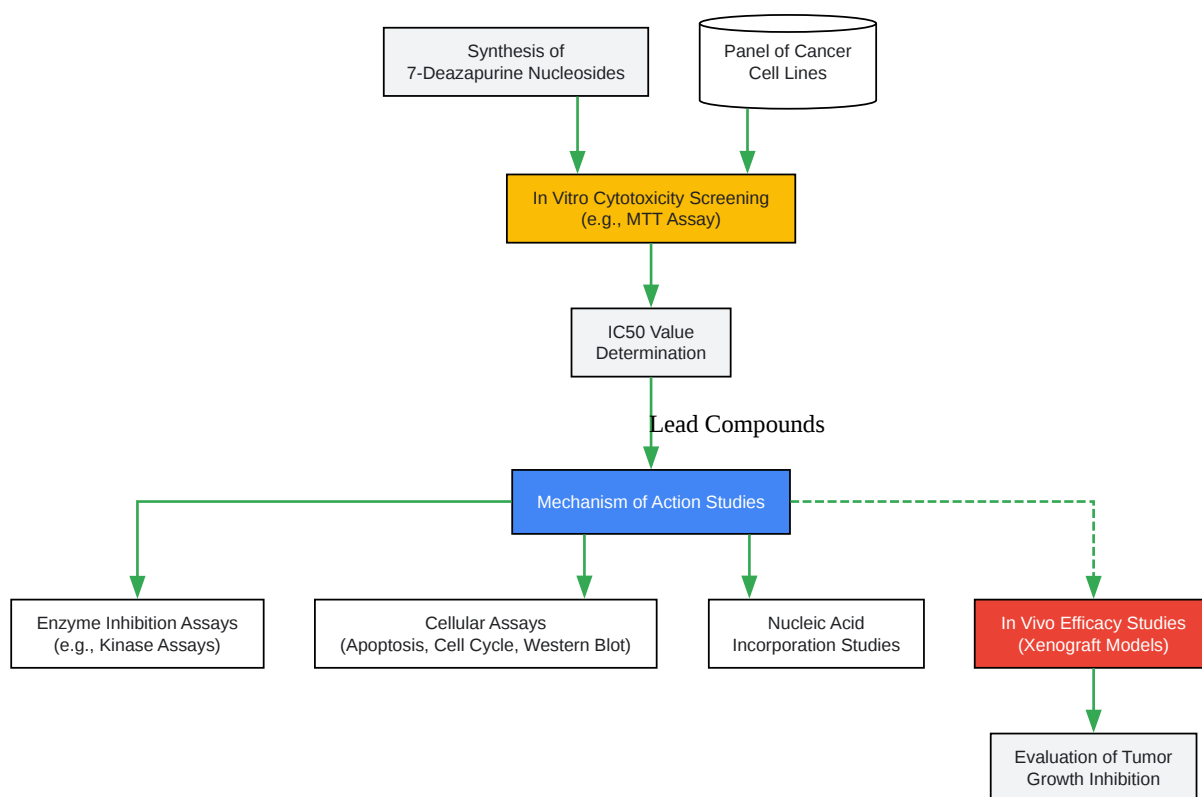 Synthesis of
7-Deazapurine Nucleosides
Panel of Cancer
Cell Lines
In Vitro Cytotoxicity Screening
(e.g., MTT Assay)
IC50 Value
Determination
Lead Compounds
Mechanism of Action Studies
Enzyme Inhibition Assays
(e.g., Kinase Assays)
Cellular Assays
(Apoptosis, Cell Cycle, Western Blot)
Nucleic Acid
Incorporation Studies
In Vivo Efficacy Studies
(Xenograft Models)
Evaluation of Tumor
Growth Inhibition